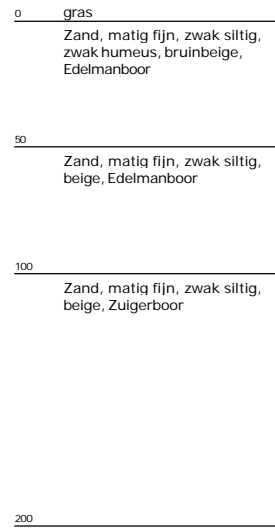 0 gras
Zand, matig fijn, zwak siltig,
zwak humeus, bruinbeige,
Edelmanboor
50
Zand, matig fijn, zwak siltig,
beige, Edelmanboor
100
Zand, matig fijn, zwak siltig,
beige, Zuigerboor
200